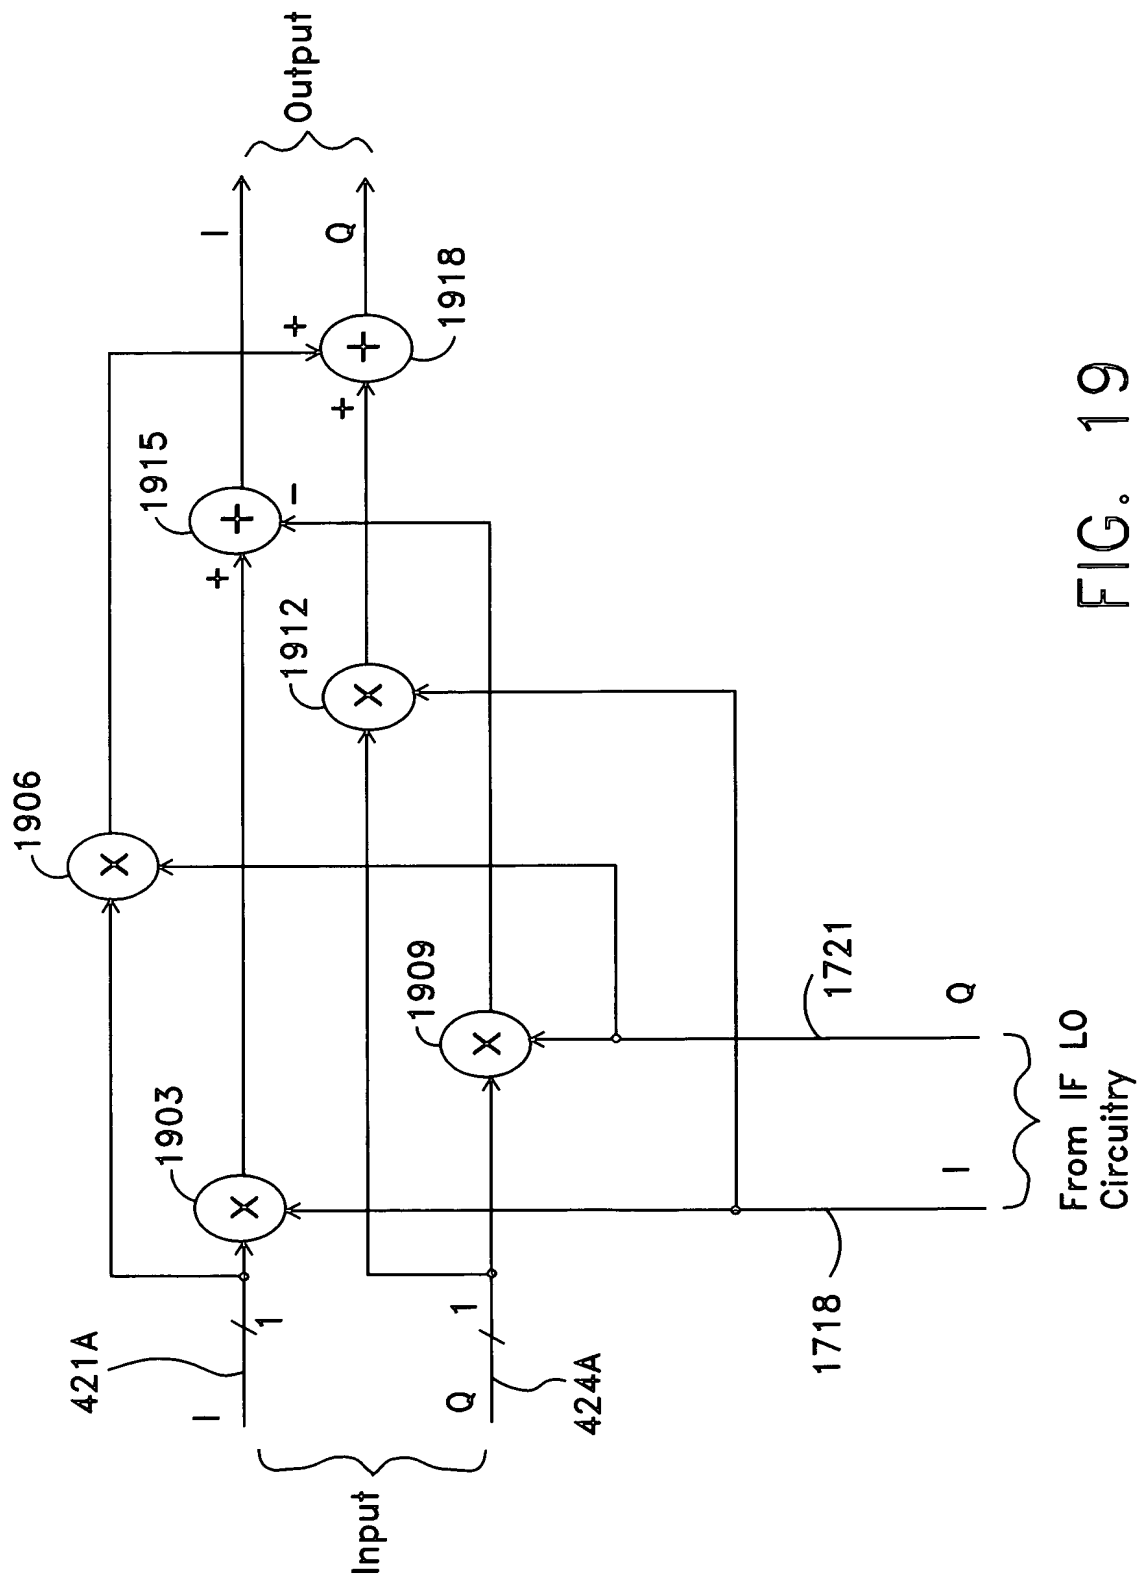 1906
×
421A
I
1
1903
×
+
1915
+
−
I
Output
1912
×
+
+
1918
+
Q
Input
Q
1
424A
1909
×
1718
I
1721
Q
From IF LO
Circuitry
FIG. 19